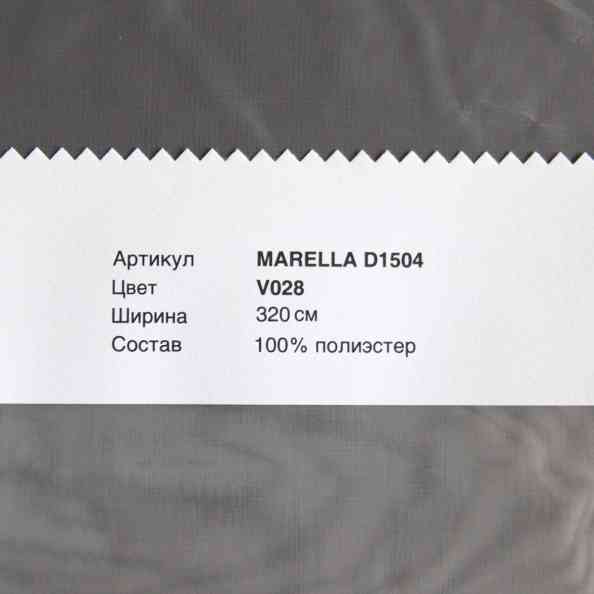 Артикул MARELLA D1504
Цвет V028
Ширина 320 см
Состав 100% полиэстер